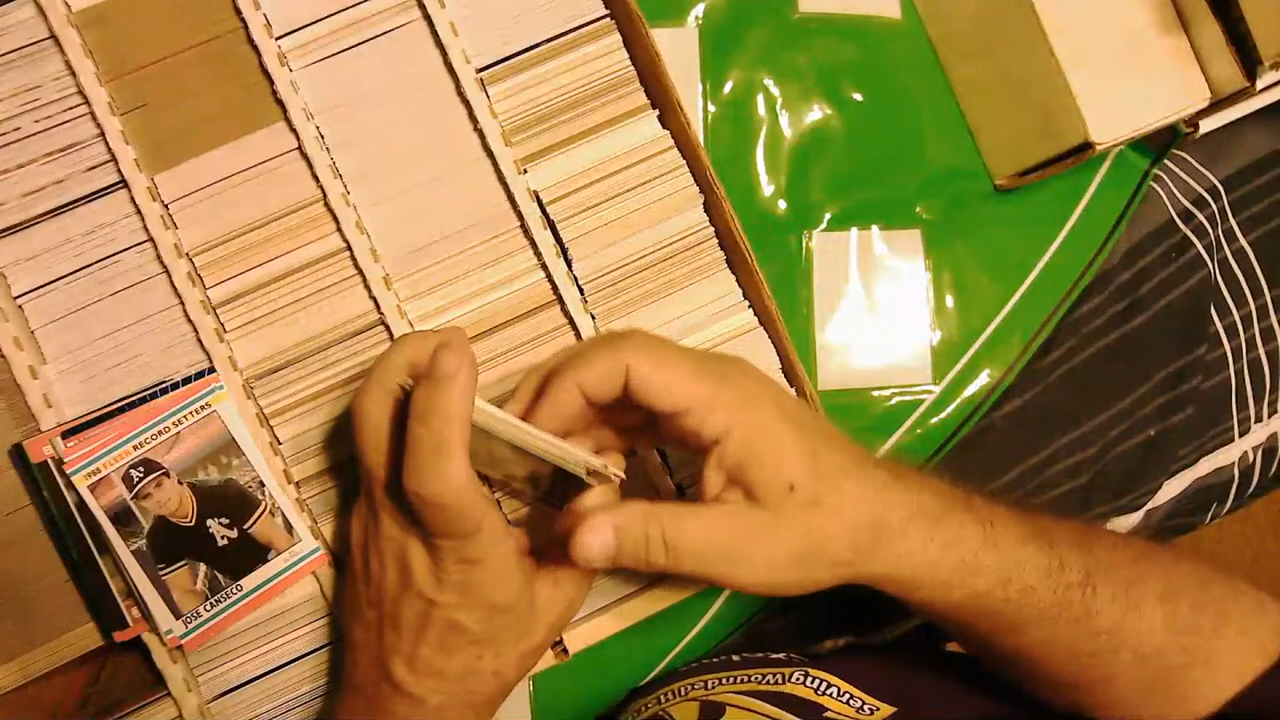 1988 FLEER RECORD SETTERS
A's
A's
JOSE CANSECO
Serving Wounded